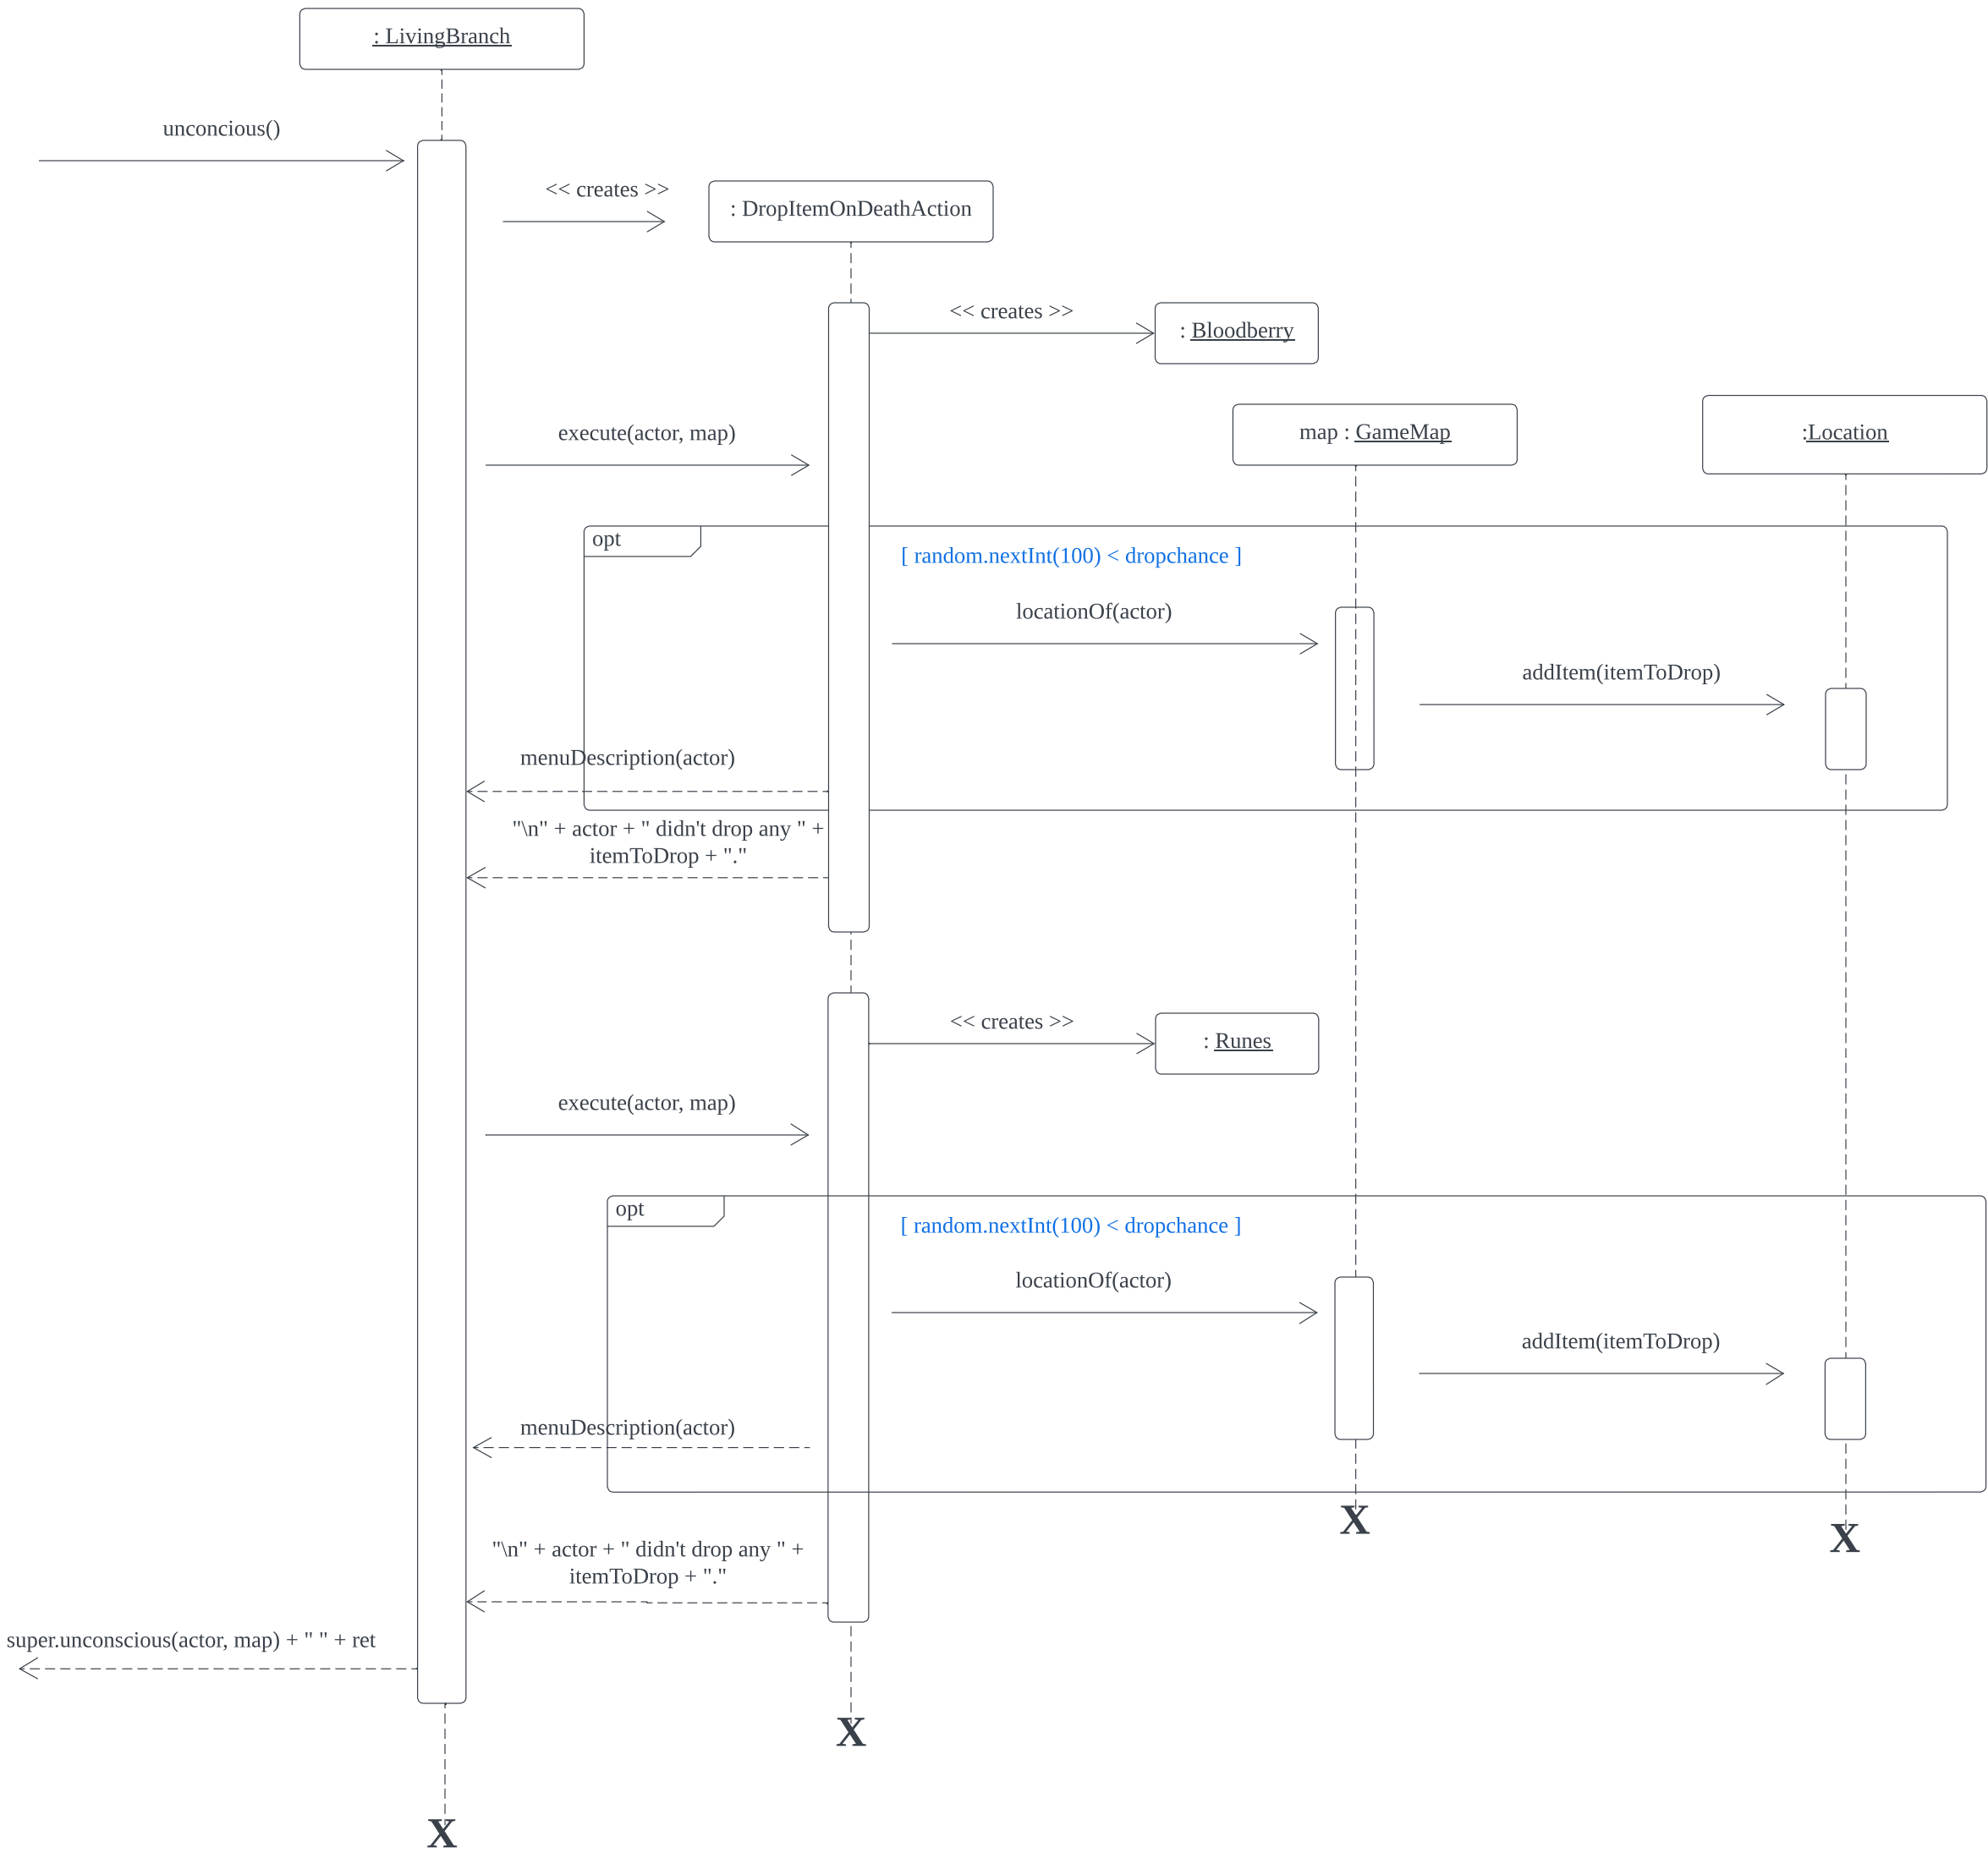 : LivingBranch
unconcious()
<< creates >>
: DropItemOnDeathAction
<< creates >>
: Bloodberry
execute(actor, map)
map : GameMap
:Location
opt
[ random.nextInt(100) < dropchance ]
locationOf(actor)
addItem(itemToDrop)
menuDescription(actor)
"\n" + actor + " didn't drop any " +
itemToDrop + "."
<< creates >>
: Runes
execute(actor, map)
opt
[ random.nextInt(100) < dropchance ]
locationOf(actor)
addItem(itemToDrop)
menuDescription(actor)
X
X
"\n" + actor + " didn't drop any " +
itemToDrop + "."
super.unconscious(actor, map) + " " + ret
X
X